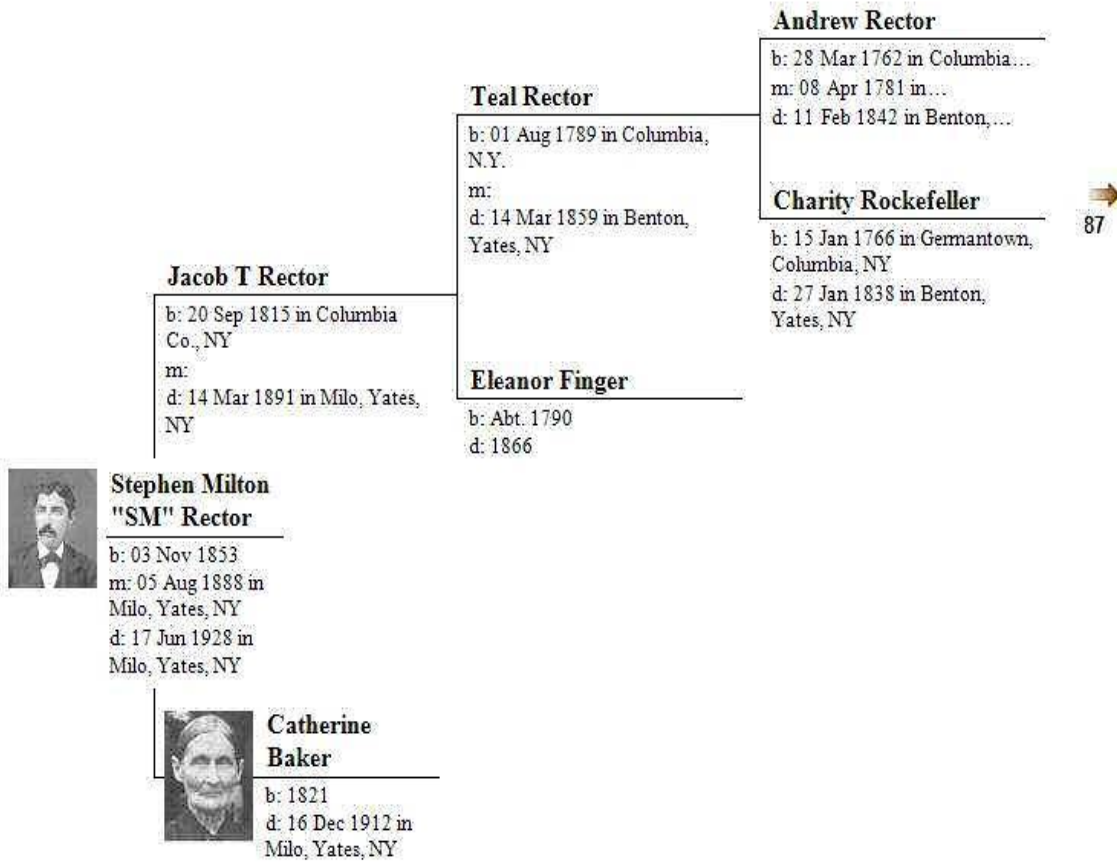 Andrew Rector
b: 28 Mar 1762 in Columbia…
m: 08 Apr 1781 in…
d: 11 Feb 1842 in Benton,…
Teal Rector
b: 01 Aug 1789 in Columbia,
N.Y.
m:
d: 14 Mar 1859 in Benton,
Yates, NY
Charity Rockefeller
b: 15 Jan 1766 in Germantown,
Columbia, NY
d: 27 Jan 1838 in Benton,
Yates, NY
87
Jacob T Rector
b: 20 Sep 1815 in Columbia
Co., NY
m:
d: 14 Mar 1891 in Milo, Yates,
NY
Eleanor Finger
b: Abt. 1790
d: 1866
Stephen Milton
"SM" Rector
b: 03 Nov 1853
m: 05 Aug 1888 in
Milo, Yates, NY
d: 17 Jun 1928 in
Milo, Yates, NY
Catherine
Baker
b: 1821
d: 16 Dec 1912 in
Milo, Yates, NY